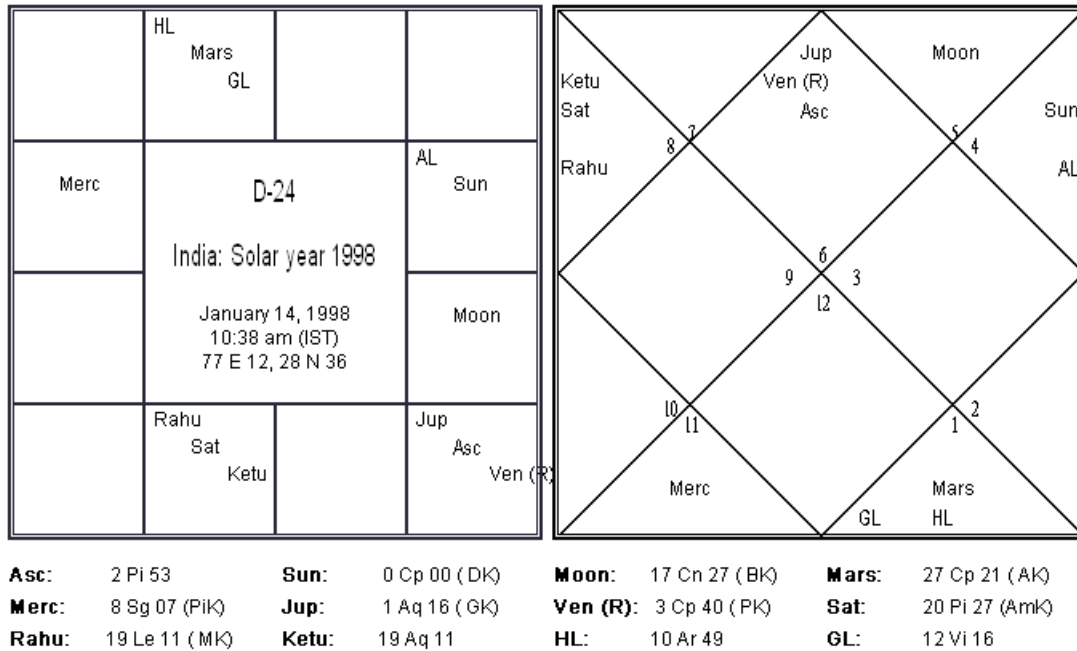 HL
Mars
GL
Merc
D-24
India: Solar year 1998
January 14, 1998
10:38 am (IST)
77 E 12, 28 N 36
AL
Sun
Moon
Rahu
Sat
Ketu
Jup
Asc
Ven (R)
Jup
Ven (R)
Asc
Moon
Ketu
Sat
Rahu
Sun
AL
7
8
5
4
6
9
3
12
10
11
2
1
Merc
Mars
GL HL
Asc: 2 Pi 53 Sun: 0 Cp 00 (DK) Moon: 17 Cn 27 (BK) Mars: 27 Cp 21 (AK)
Merc: 8 Sg 07 (PiK) Jup: 1 Aq 16 (GK) Ven (R): 3 Cp 40 (PK) Sat: 20 Pi 27 (AmK)
Rahu: 19 Le 11 (MK) Ketu: 19 Aq 11 HL: 10 Ar 49 GL: 12 Vi 16